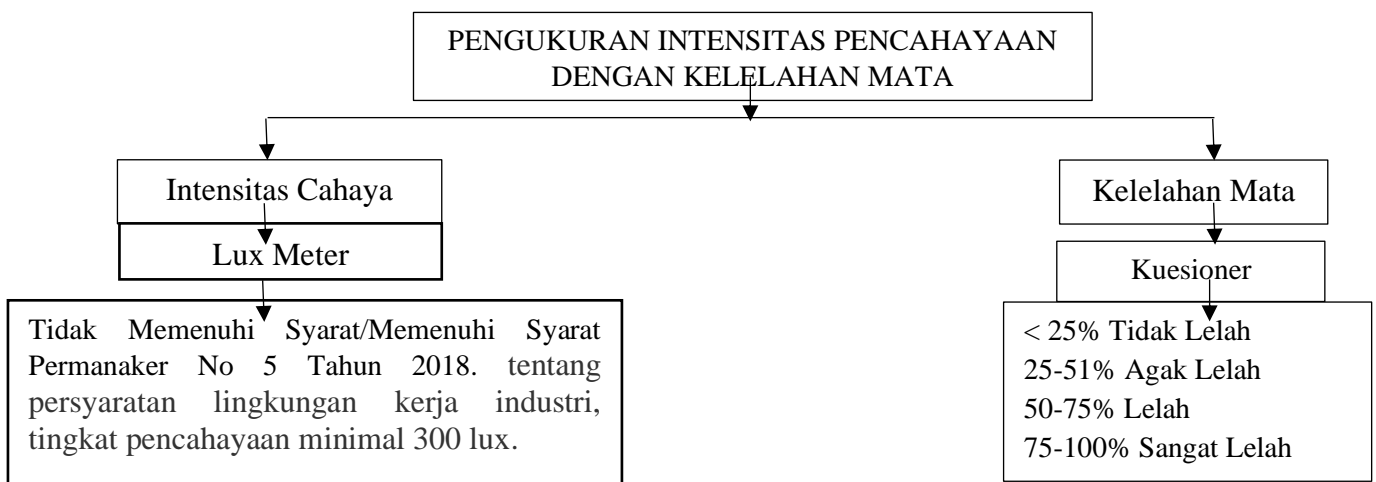 PENGUKURAN INTENSITAS PENCAHAYAAN
DENGAN KELELAHAN MATA
Intensitas Cahaya
Lux Meter
Tidak Memenuhi Syarat/Memenuhi Syarat
Permanaker No 5 Tahun 2018. tentang
persyaratan lingkungan kerja industri,
tingkat pencahayaan minimal 300 lux.
Kelelahan Mata
Kuesioner
< 25% Tidak Lelah
25-51% Agak Lelah
50-75% Lelah
75-100% Sangat Lelah